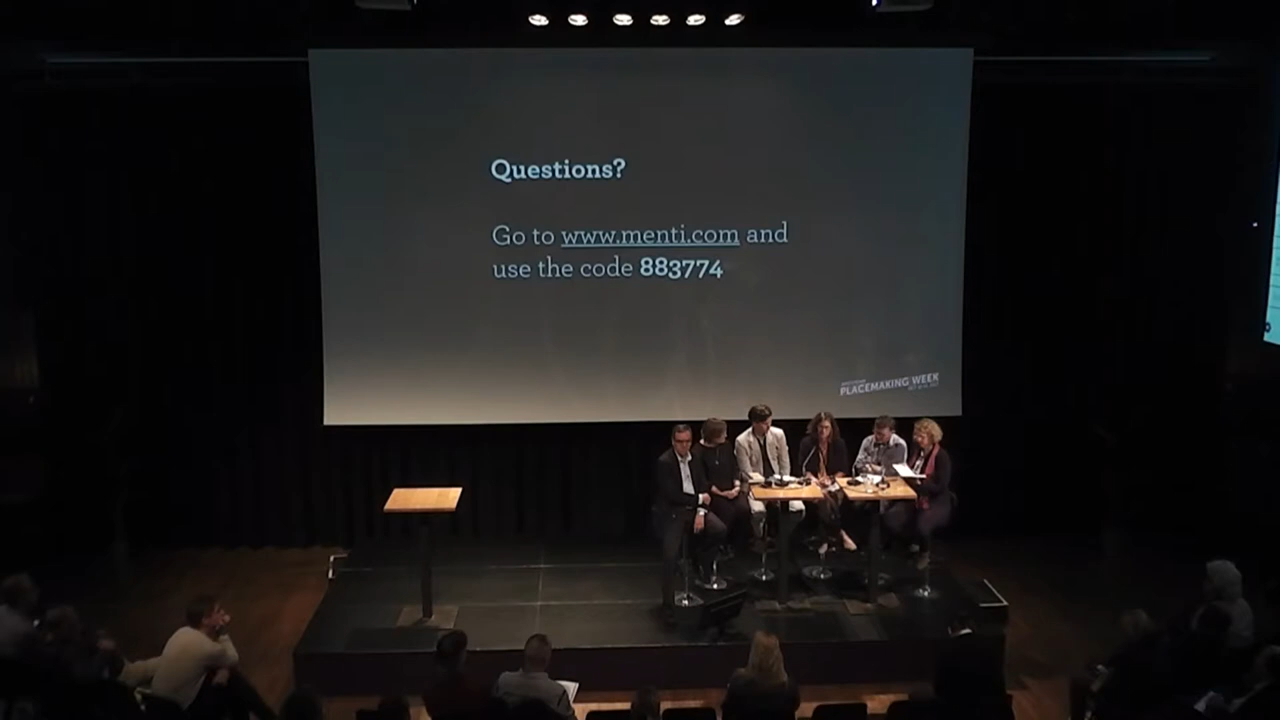 Questions?
Go to www.menti.com and
use the code 883774
PLACEMAKING WEEK